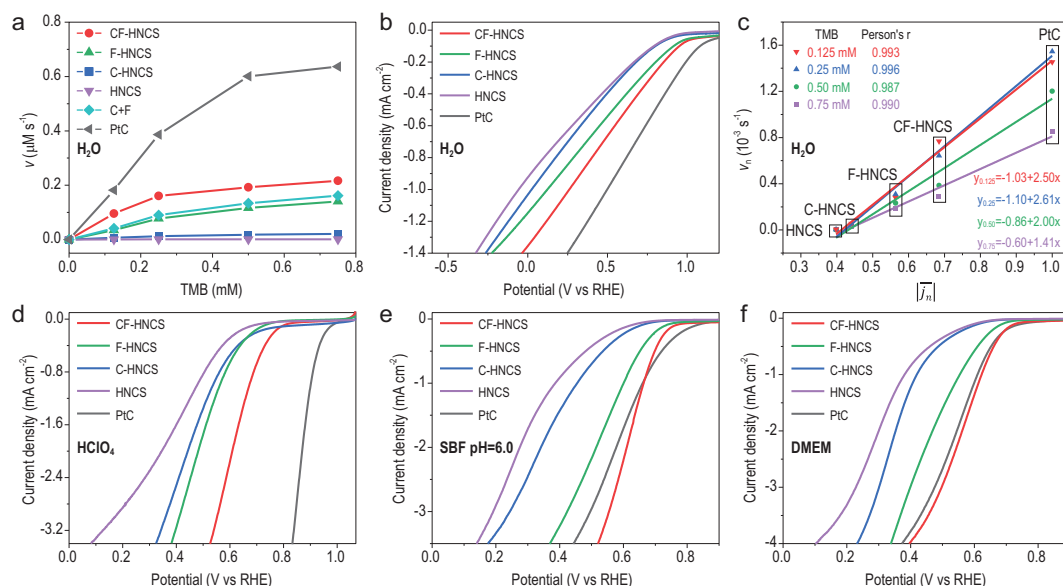 a
CF-HNCS
F-HNCS
C-HNCS
HNCS
C+F
PtC
H₂O
v (μM s⁻¹)
0.8
0.6
0.4
0.2
0.0
0.0 0.2 0.4 0.6 0.8
TMB (mM)
b
CF-HNCS
F-HNCS
C-HNCS
HNCS
PtC
H₂O
Current density (mA cm⁻²)
0.0
-0.2
-0.4
-0.6
-0.8
-1.0
-1.2
-1.4
-0.5 0.0 0.5 1.0
Potential (V vs RHE)
c
TMB Person's r
0.125 mM 0.993
0.25 mM 0.996
0.50 mM 0.987
0.75 mM 0.990
PtC
CF-HNCS
F-HNCS
C-HNCS
HNCS
H₂O
y₀.₁₂₅=-1.03+2.50x
y₀.₂₅=-1.10+2.61x
y₀.₅₀=-0.86+2.00x
y₀.₇₅=-0.60+1.41x
vₙ (10⁻³ s⁻¹)
1.6
1.2
0.8
0.4
0.0
0.3 0.4 0.5 0.6 0.7 0.8 0.9 1.0
|j̅ₙ|
d
CF-HNCS
F-HNCS
C-HNCS
HNCS
PtC
HClO₄
Current density (mA cm⁻²)
0.0
-0.8
-1.6
-2.4
-3.2
0.0 0.2 0.4 0.6 0.8 1.0
Potential (V vs RHE)
e
CF-HNCS
F-HNCS
C-HNCS
HNCS
PtC
SBF pH=6.0
Current density (mA cm⁻²)
0
-1
-2
-3
0.0 0.2 0.4 0.6 0.8
Potential (V vs RHE)
f
CF-HNCS
F-HNCS
C-HNCS
HNCS
PtC
DMEM
Current density (mA cm⁻²)
0
-1
-2
-3
-4
0.0 0.2 0.4 0.6 0.8
Potential (V vs RHE)